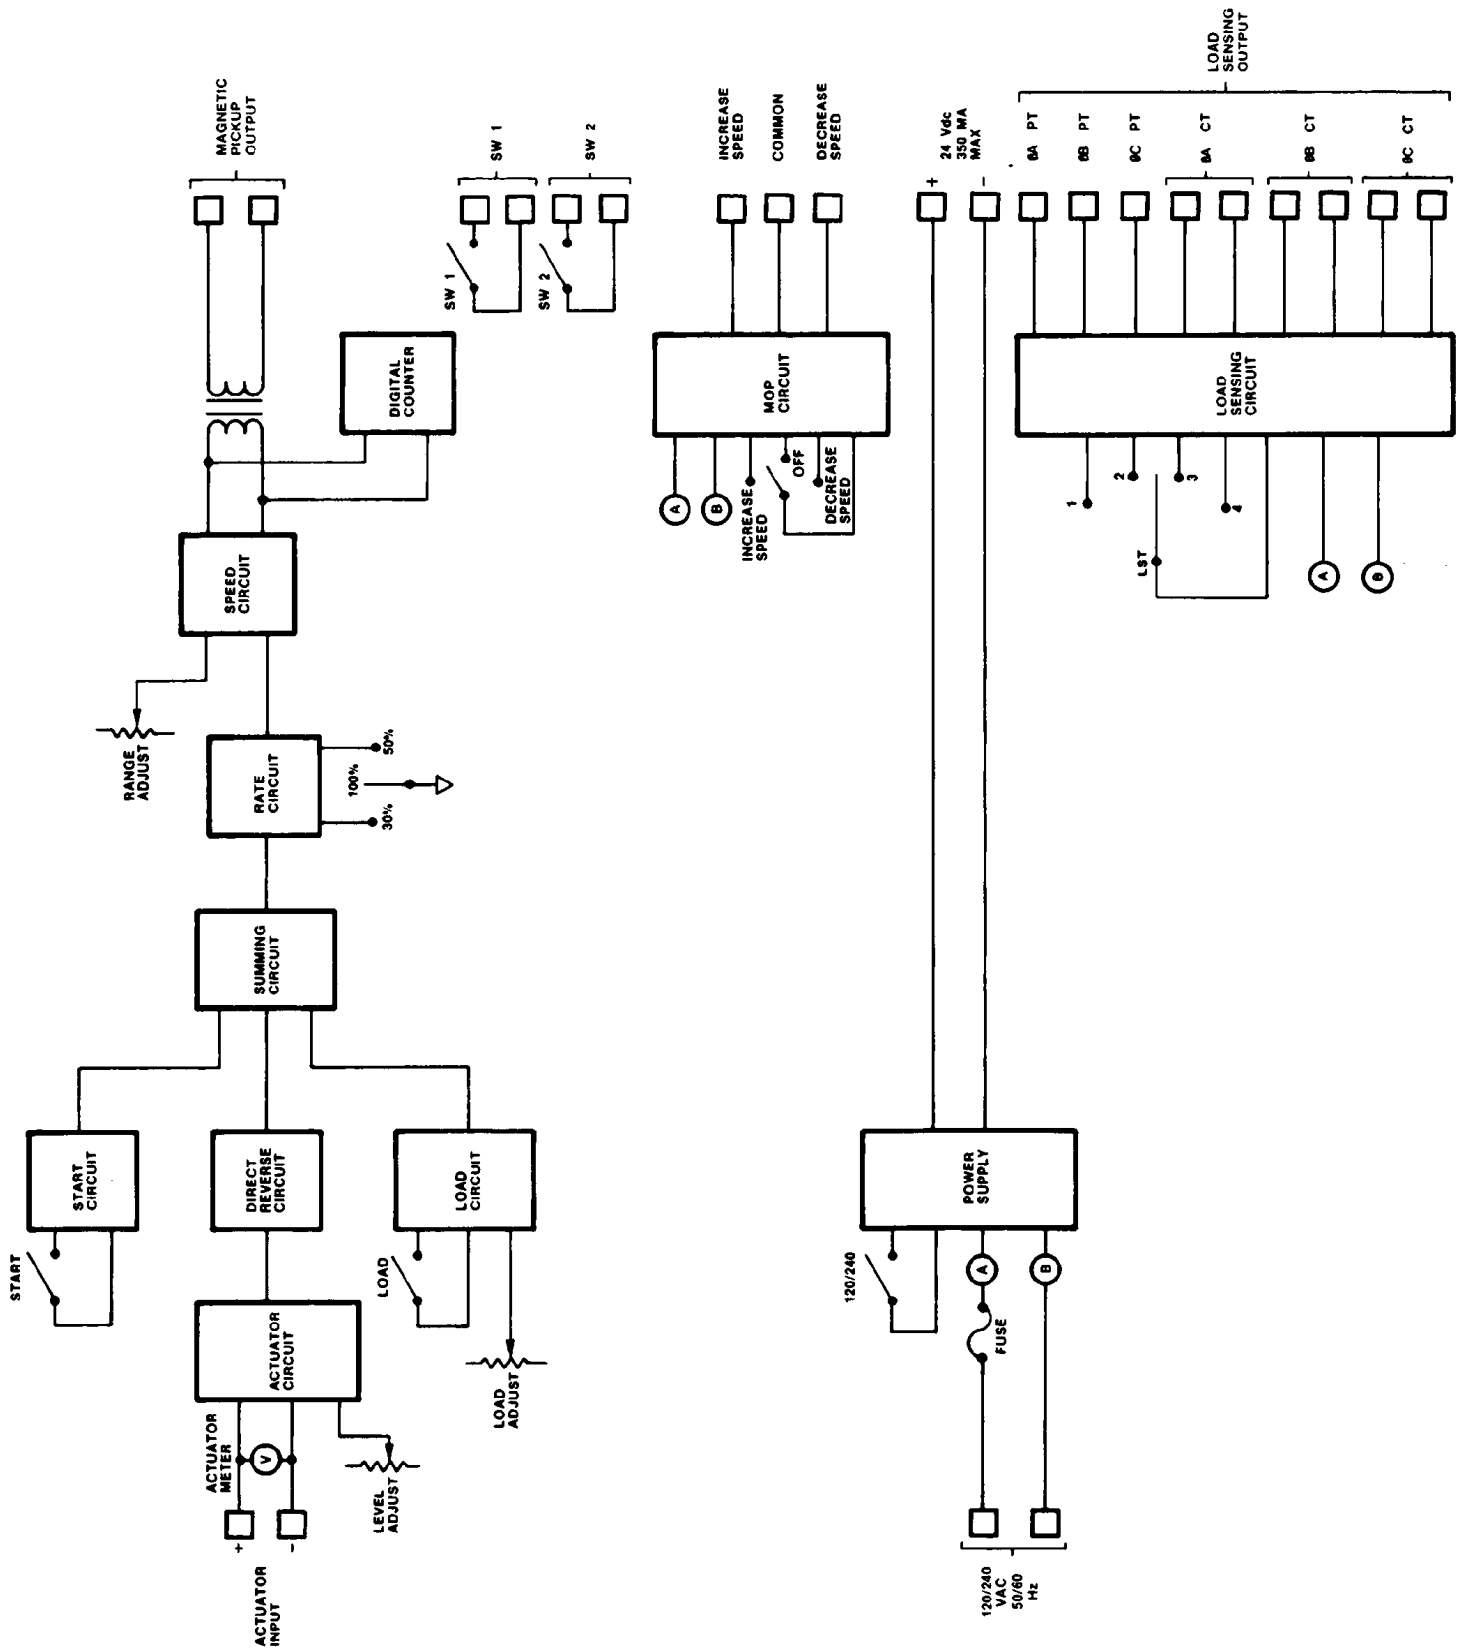 ACTUATOR
INPUT
+
-
ACTUATOR
METER
V
LEVEL
ADJUST
ACTUATOR
CIRCUIT
START
START
CIRCUIT
DIRECT
REVERSE
CIRCUIT
LOAD
LOAD
CIRCUIT
LOAD
ADJUST
SUMMING
CIRCUIT
RATE
CIRCUIT
30%
100%
50%
RANGE
ADJUST
SPEED
CIRCUIT
DIGITAL
COUNTER
MAGNETIC
PICKUP
OUTPUT
SW 1
SW 2
SW 1
SW 2
A
B
INCREASE
SPEED
OFF
DECREASE
SPEED
MOP
CIRCUIT
INCREASE
SPEED
COMMON
DECREASE
SPEED
120/240
VAC
50/60
Hz
FUSE
A
B
120/240
POWER
SUPPLY
+
-
24 Vdc
350 MA
MAX
LST
1
2
3
4
A
B
LOAD
SENSING
CIRCUIT
ØA PT
ØB PT
ØC PT
ØA CT
ØB CT
ØC CT
LOAD
SENSING
OUTPUT